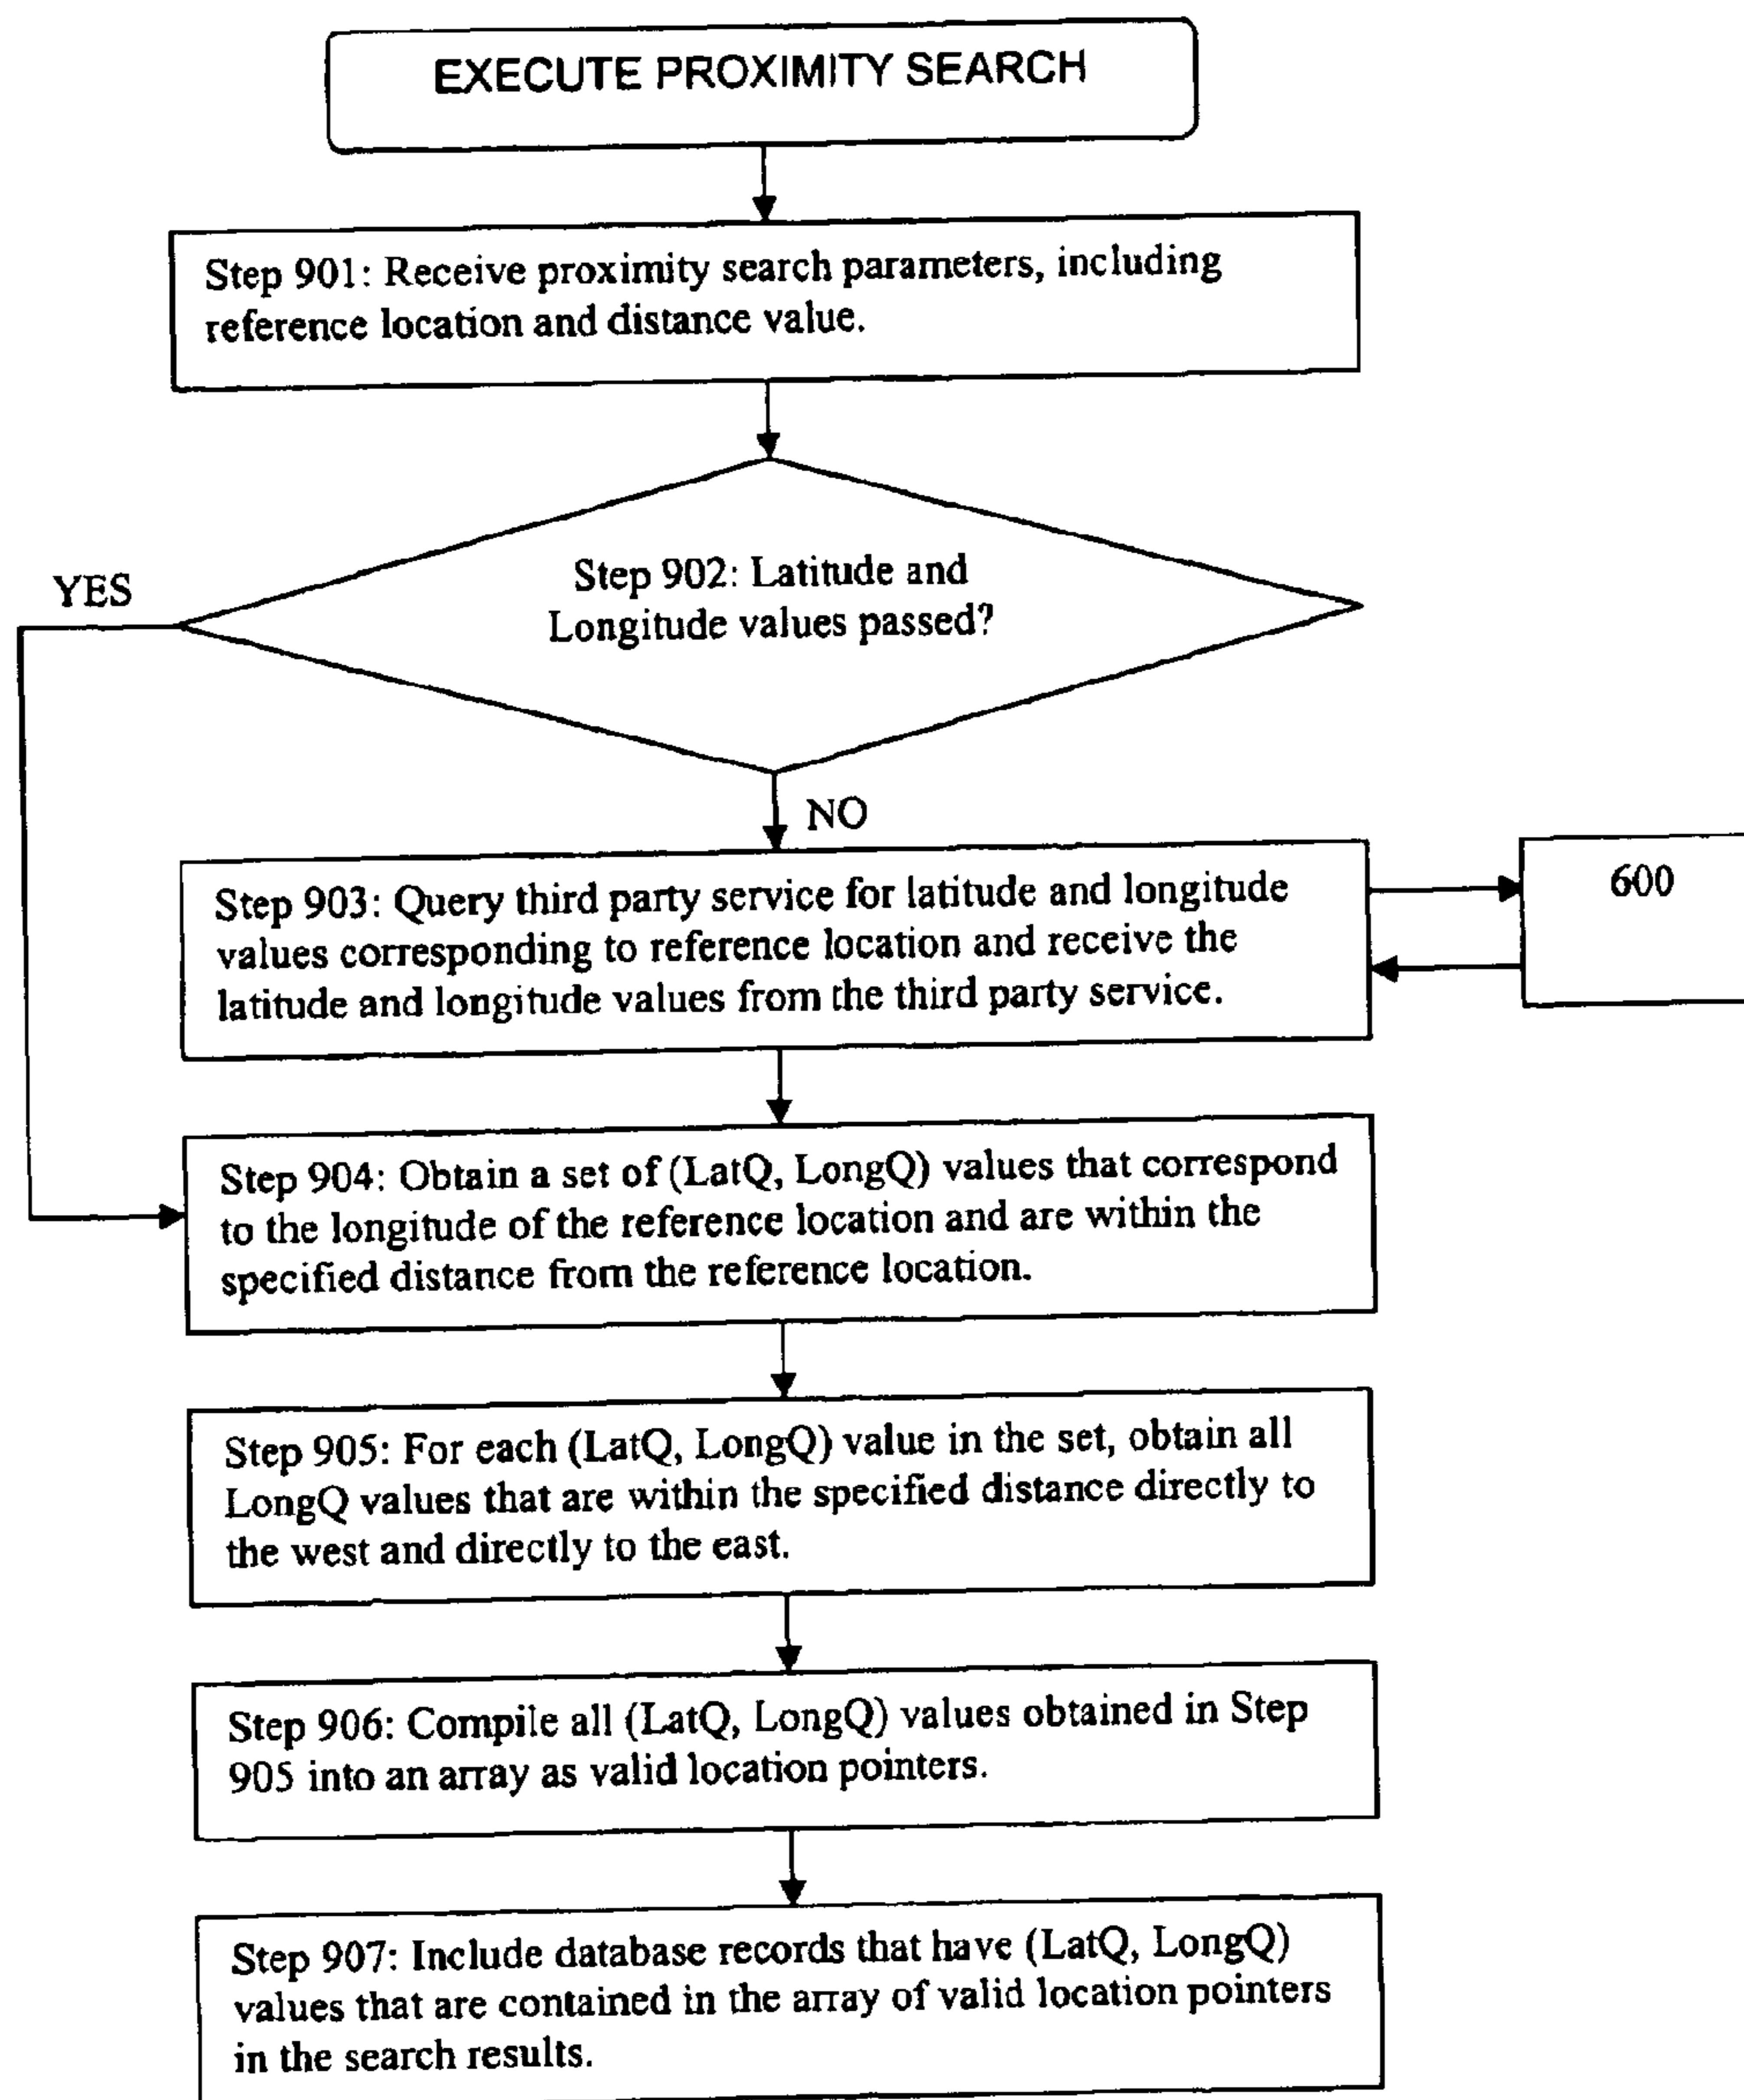 EXECUTE PROXIMITY SEARCH
Step 901: Receive proximity search parameters, including
reference location and distance value.
Step 902: Latitude and
Longitude values passed?
YES
NO
Step 903: Query third party service for latitude and longitude
values corresponding to reference location and receive the
latitude and longitude values from the third party service.
600
Step 904: Obtain a set of (LatQ, LongQ) values that correspond
to the longitude of the reference location and are within the
specified distance from the reference location.
Step 905: For each (LatQ, LongQ) value in the set, obtain all
LongQ values that are within the specified distance directly to
the west and directly to the east.
Step 906: Compile all (LatQ, LongQ) values obtained in Step
905 into an array as valid location pointers.
Step 907: Include database records that have (LatQ, LongQ)
values that are contained in the array of valid location pointers
in the search results.